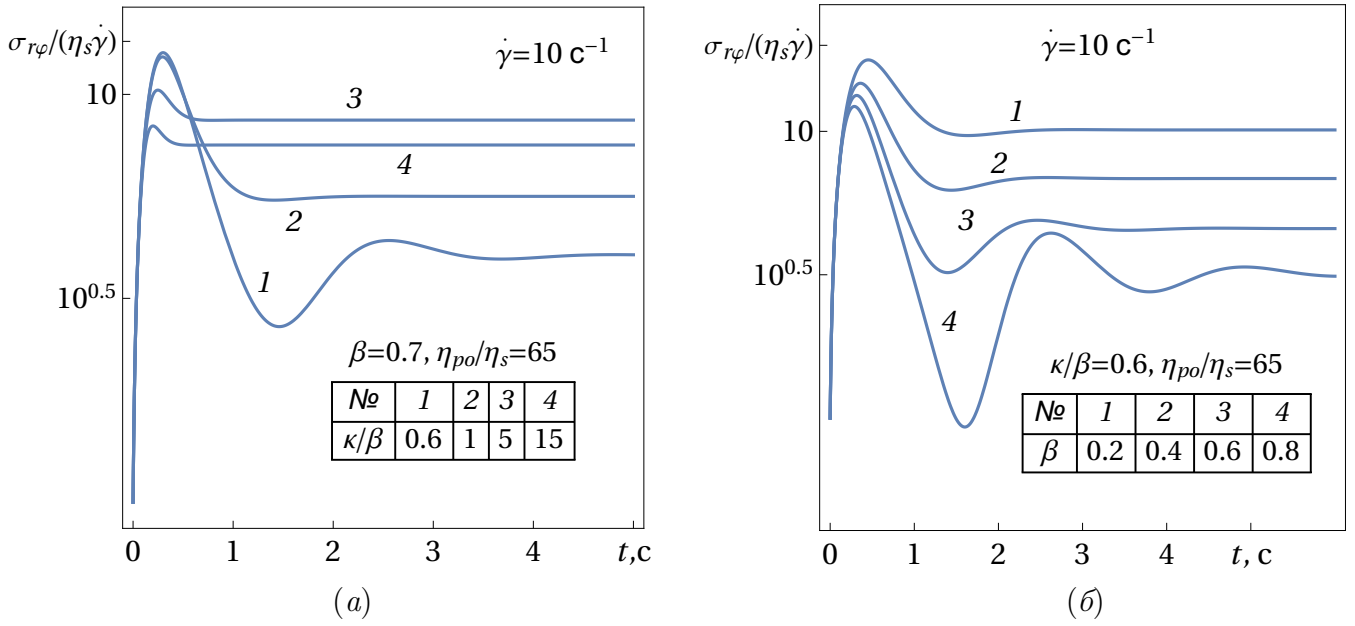 σ_{rφ}/(η_s γ̇)
γ̇=10 c⁻¹
10
10^{0.5}
3
4
2
1
β=0.7, η_{po}/η_s=65
№ 1 2 3 4
κ/β 0.6 1 5 15
0 1 2 3 4 t,c
(а)
σ_{rφ}/(η_s γ̇)
γ̇=10 c⁻¹
10
10^{0.5}
1
2
3
4
κ/β=0.6, η_{po}/η_s=65
№ 1 2 3 4
β 0.2 0.4 0.6 0.8
0 1 2 3 4 t, c
(б)